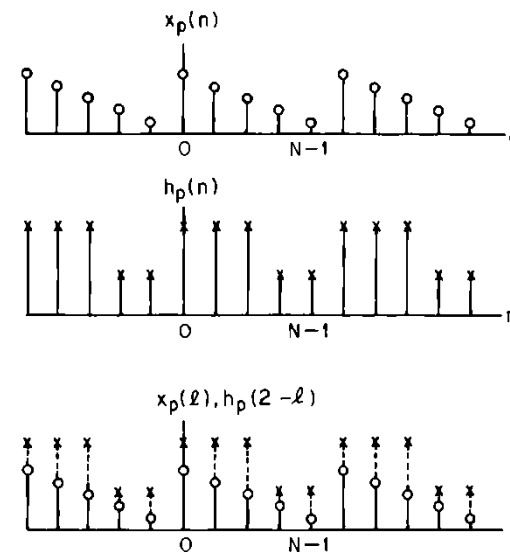 x_p(n)
0 N-1
h_p(n)
0 N-1 n
x_p(ℓ), h_p(2-ℓ)
0 N-1